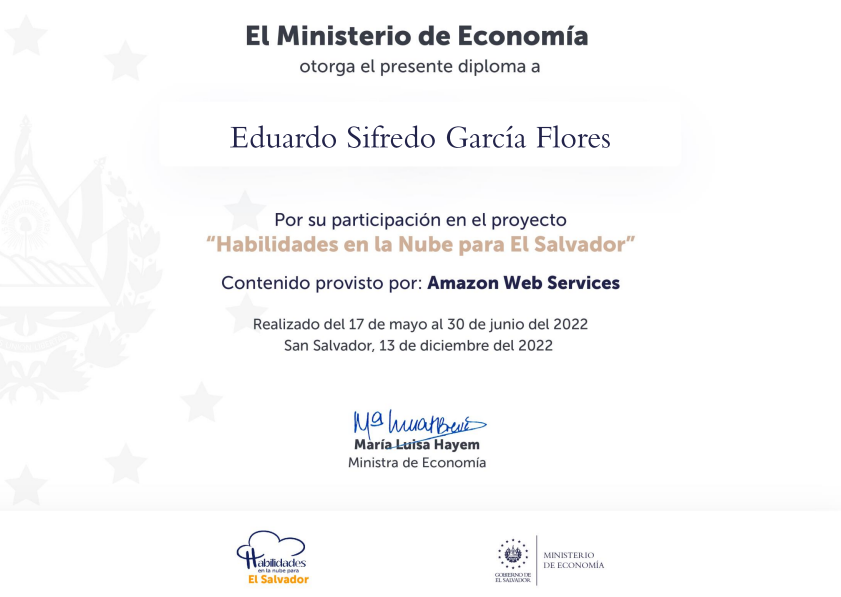 El Ministerio de Economía
otorga el presente diploma a
Eduardo Sifredo García Flores
Por su participación en el proyecto
“Habilidades en la Nube para El Salvador”
Contenido provisto por: Amazon Web Services
Realizado del 17 de mayo al 30 de junio del 2022
San Salvador, 13 de diciembre del 2022
María Luisa Hayem
Ministra de Economía
Habilidades
en la nube para
El Salvador
GOBIERNO DE
EL SALVADOR
MINISTERIO
DE ECONOMÍA